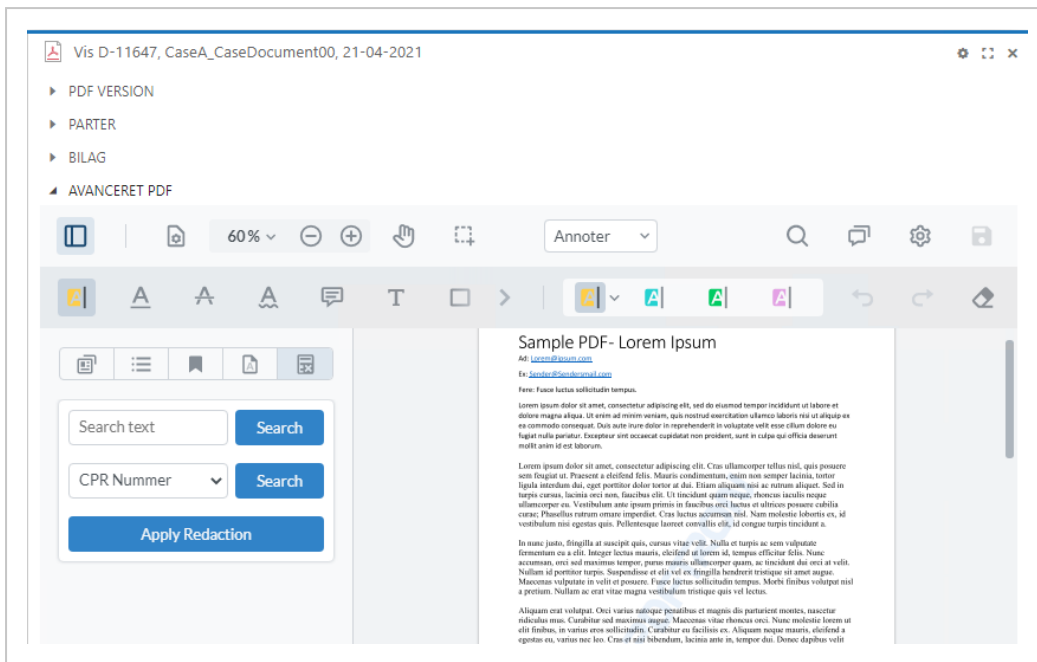 Vis D-11647, CaseA_CaseDocument00, 21-04-2021
PDF VERSION
PARTER
BILAG
AVANCERET PDF
60 %
Annoter
Search text
Search
CPR Nummer
Search
Apply Redaction
Sample PDF- Lorem Ipsum
Ad: Lorem@ipsum.com
Ex: Sender@Sendersmail.com
Fere: Fusce luctus sollicitudin tempus.
Lorem ipsum dolor sit amet, consectetur adipiscing elit, sed do eiusmod tempor incididunt ut labore et
dolore magna aliqua. Ut enim ad minim veniam, quis nostrud exercitation ullamco laboris nisi ut aliquip ex
ea commodo consequat. Duis aute irure dolor in reprehenderit in voluptate velit esse cillum dolore eu
fugiat nulla pariatur. Excepteur sint occaecat cupidatat non proident, sunt in culpa qui officia deserunt
mollit anim id est laborum.
Lorem ipsum dolor sit amet, consectetur adipiscing elit. Cras ullamcorper tellus nisl, quis posuere
sem feugiat ut. Praesent a eleifend felis. Mauris condimentum, enim non semper lacinia, tortor
ligula interdum dui, eget porttitor dolor tortor at dui. Etiam aliquam nisi ac rutrum aliquet. Sed in
turpis cursus, lacinia orci non, faucibus elit. Ut tincidunt quam neque, rhoncus iaculis neque
ullamcorper eu. Vestibulum ante ipsum primis in faucibus orci luctus et ultrices posuere cubilia
curae; Phasellus rutrum ornare imperdiet. Cras luctus accumsan nisl. Nam molestie lobortis ex, id
vestibulum nisi egestas quis. Pellentesque laoreet convallis elit, id congue turpis tincidunt a.
In nunc justo, fringilla at suscipit quis, cursus vitae velit. Nulla et turpis ac sem vulputate
fermentum eu a elit. Integer lectus mauris, eleifend ut lorem id, tempus efficitur felis. Nunc
accumsan, orci sed maximus tempor, purus mauris ullamcorper quam, ac tincidunt dui orci at velit.
Nullam id porttitor turpis. Suspendisse et elit vel ex fringilla hendrerit tristique sit amet augue.
Maecenas vulputate in velit et posuere. Fusce luctus sollicitudin tempus. Morbi finibus volutpat nisl
a pretium. Nullam ac erat vitae magna vestibulum tristique quis vel lectus.
Aliquam erat volutpat. Orci varius natoque penatibus et magnis dis parturient montes, nascetur
ridiculus mus. Curabitur sed maximus augue. Maecenas vitae rhoncus orci. Nunc molestie lorem ut
elit finibus, in varius eros sollicitudin. Curabitur eu facilisis ex. Aliquam neque mauris, eleifend a
egestas eu, varius nec leo. Cras et nisi bibendum, lacinia ante in, tempor dui. Donec dapibus velit